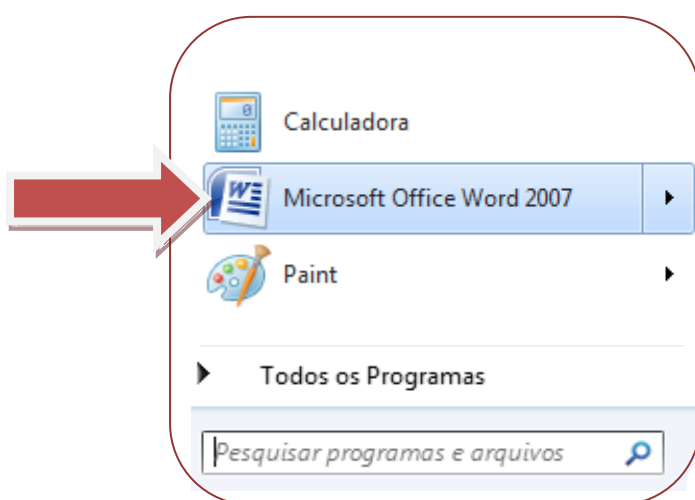 Calculadora
Microsoft Office Word 2007
Paint
Todos os Programas
Pesquisar programas e arquivos